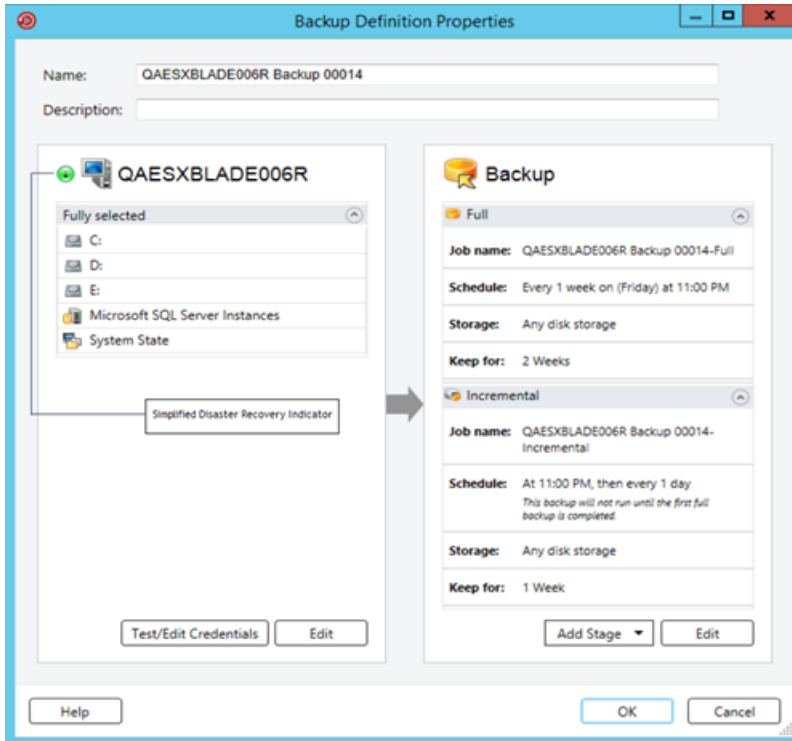 Backup Definition Properties
Name: QAESXBLADE006R Backup 00014
Description:
QAESXBLADE006R
Fully selected
C:
D:
E:
Microsoft SQL Server Instances
System State
Simplified Disaster Recovery Indicator
Test/Edit Credentials Edit
Backup
Full
Job name: QAESXBLADE006R Backup 00014-Full
Schedule: Every 1 week on (Friday) at 11:00 PM
Storage: Any disk storage
Keep for: 2 Weeks
Incremental
Job name: QAESXBLADE006R Backup 00014-
Incremental
Schedule: At 11:00 PM, then every 1 day
This backup will not run until the first full
backup is completed.
Storage: Any disk storage
Keep for: 1 Week
Add Stage Edit
Help OK Cancel